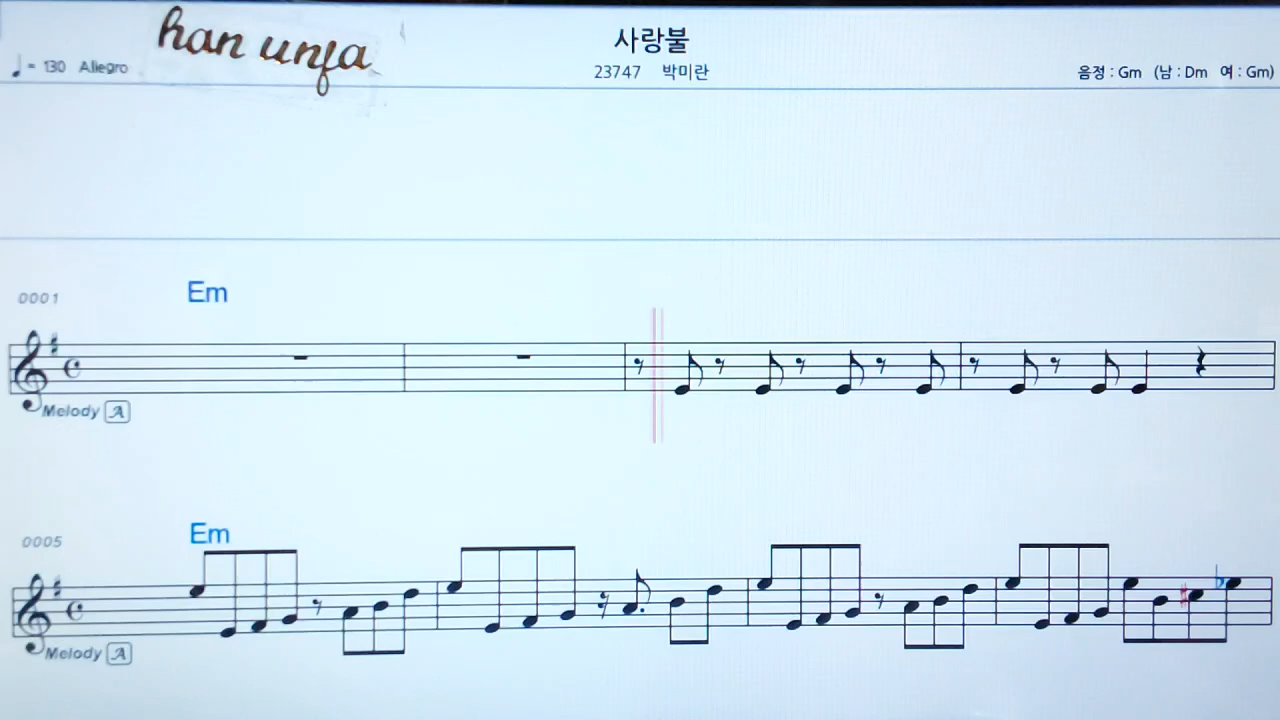 han unfa
사랑불
♩ = 130 Allegro
23747 박미란
음정 : Gm (남 : Dm 여 : Gm)
0001
Em
Melody A
0005
Em
Melody A